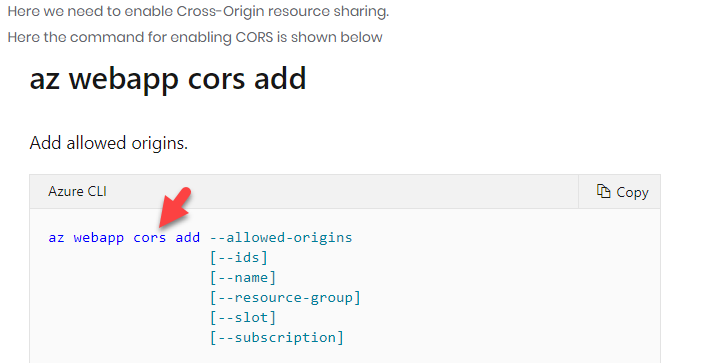 Here we need to enable Cross-Origin resource sharing.
Here the command for enabling CORS is shown below
az webapp cors add
Add allowed origins.
Azure CLI Copy
az webapp cors add --allowed-origins
[--ids]
[--name]
[--resource-group]
[--slot]
[--subscription]